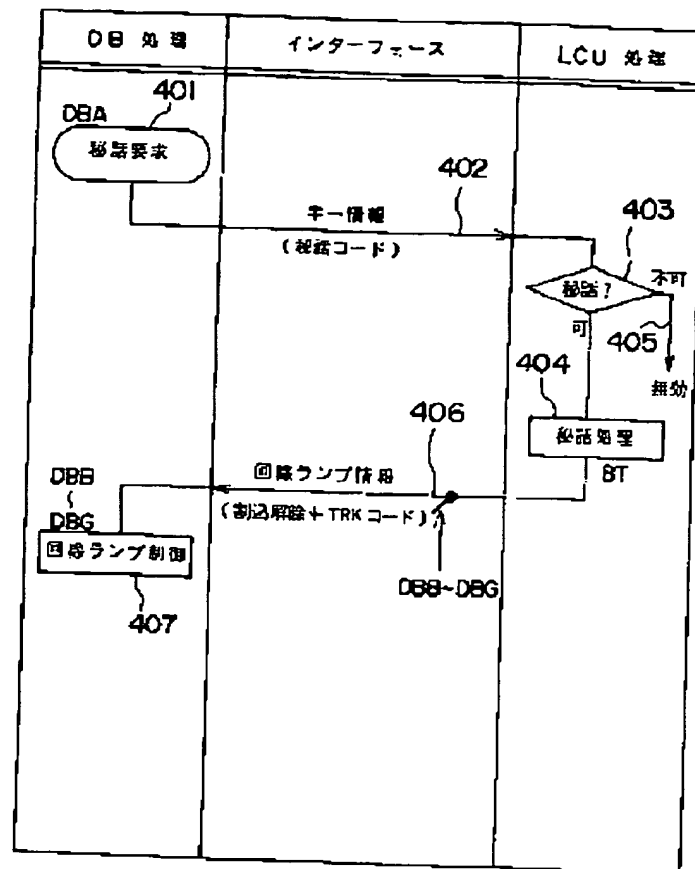 DB 処理
インターフェース
LCU 処理
401
DBA
秘話要求
402
キー情報
(秘話コード)
403
秘話?
不可
可
405
無効
404
秘話処理
BT
406
回線ランプ情報
(割込解除+TRKコード)
DBB~DBG
DBB
~
DBG
回線ランプ制御
407